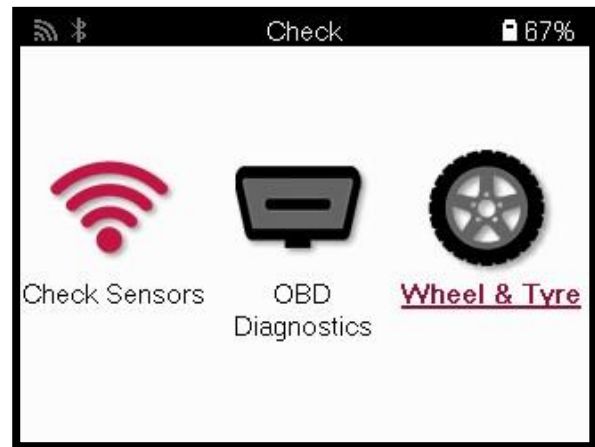 Check
67%
Check Sensors
OBD
Diagnostics
Wheel & Tyre